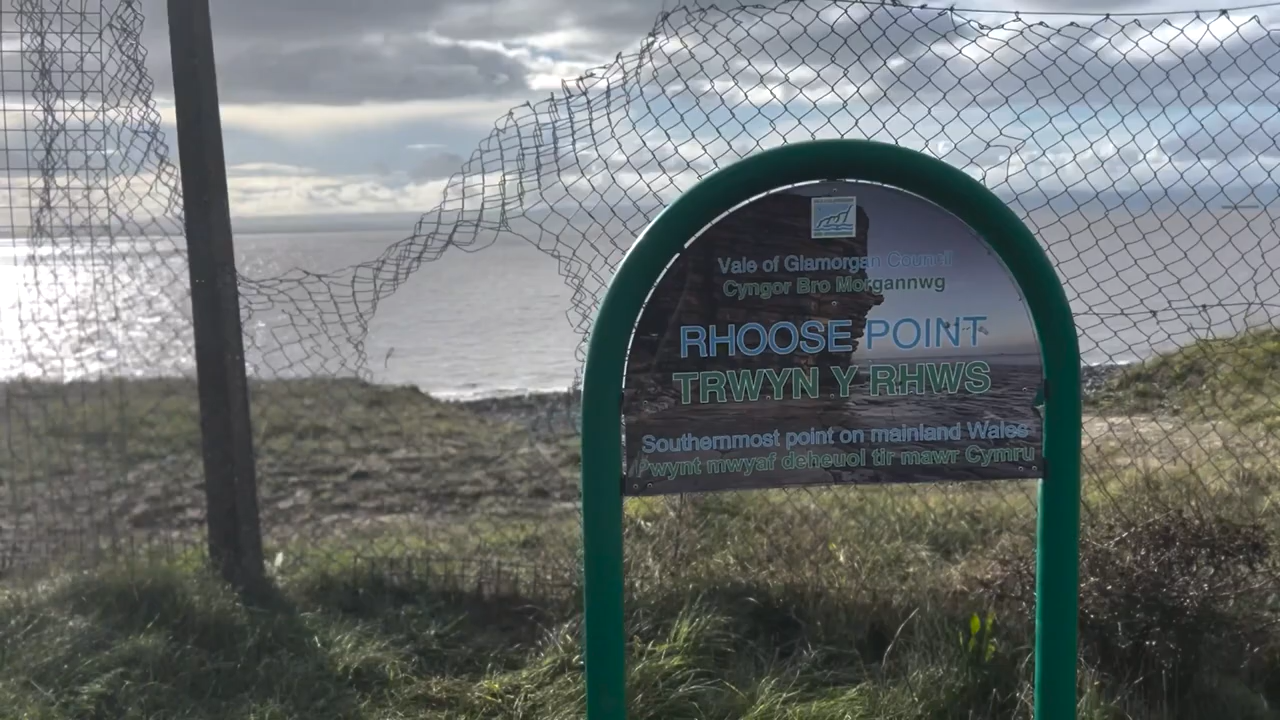 Vale of Glamorgan Council
Cyngor Bro Morgannwg
RHOOSE POINT
TRWYN Y RHWS
Southernmost point on mainland Wales
Pwynt mwyaf deheuol tir mawr Cymru